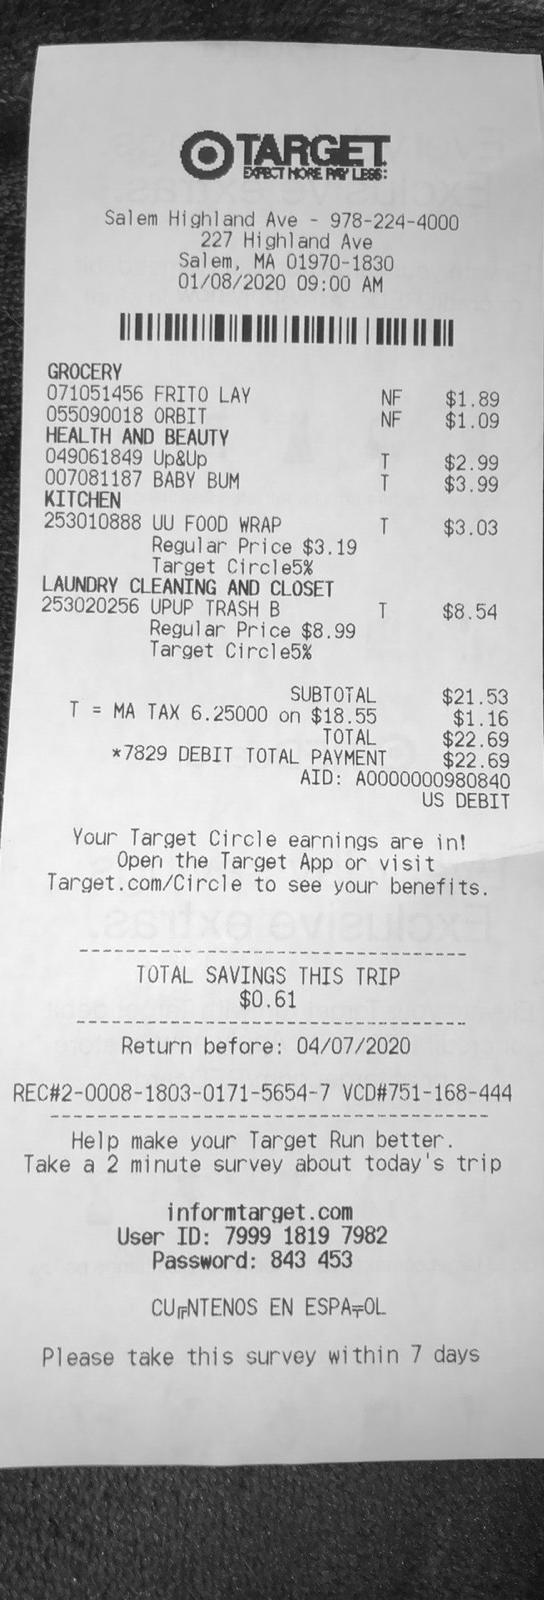 TARGET
EXPECT MORE PAY LESS.
Salem Highland Ave - 978-224-4000
227 Highland Ave
Salem, MA 01970-1830
01/08/2020 09:00 AM
GROCERY
071051456 FRITO LAY NF $1.89
055090018 ORBIT NF $1.09
HEALTH AND BEAUTY
049061849 Up&Up T $2.99
007081187 BABY BUM T $3.99
KITCHEN
253010888 UU FOOD WRAP T $3.03
Regular Price $3.19
Target Circle5%
LAUNDRY CLEANING AND CLOSET
253020256 UPUP TRASH B T $8.54
Regular Price $8.99
Target Circle5%
SUBTOTAL $21.53
T = MA TAX 6.25000 on $18.55 $1.16
TOTAL $22.69
*7829 DEBIT TOTAL PAYMENT $22.69
AID: A0000000980840
US DEBIT
Your Target Circle earnings are in!
Open the Target App or visit
Target.com/Circle to see your benefits.
TOTAL SAVINGS THIS TRIP
$0.61
Return before: 04/07/2020
REC#2-0008-1803-0171-5654-7 VCD#751-168-444
Help make your Target Run better.
Take a 2 minute survey about today's trip
informtarget.com
User ID: 7999 1819 7982
Password: 843 453
CU╓NTENOS EN ESPA╤OL
Please take this survey within 7 days